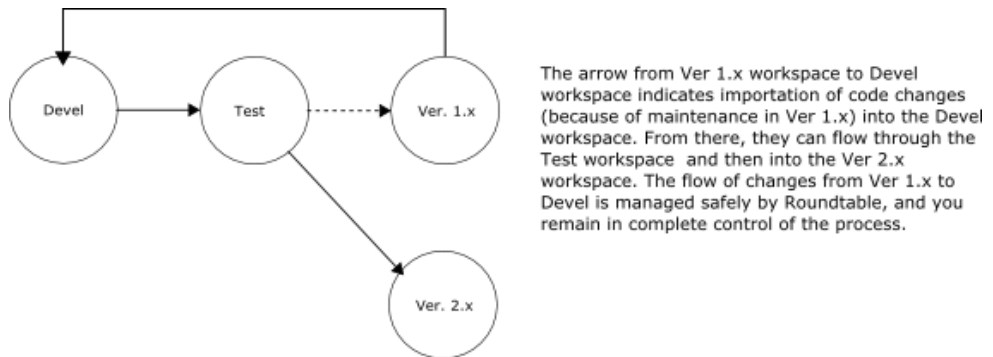 Devel
Test
Ver. 1.x
Ver. 2.x
The arrow from Ver 1.x workspace to Devel
workspace indicates importation of code changes
(because of maintenance in Ver 1.x) into the Devel
workspace. From there, they can flow through the
Test workspace  and then into the Ver 2.x
workspace. The flow of changes from Ver 1.x to
Devel is managed safely by Roundtable, and you
remain in complete control of the process.